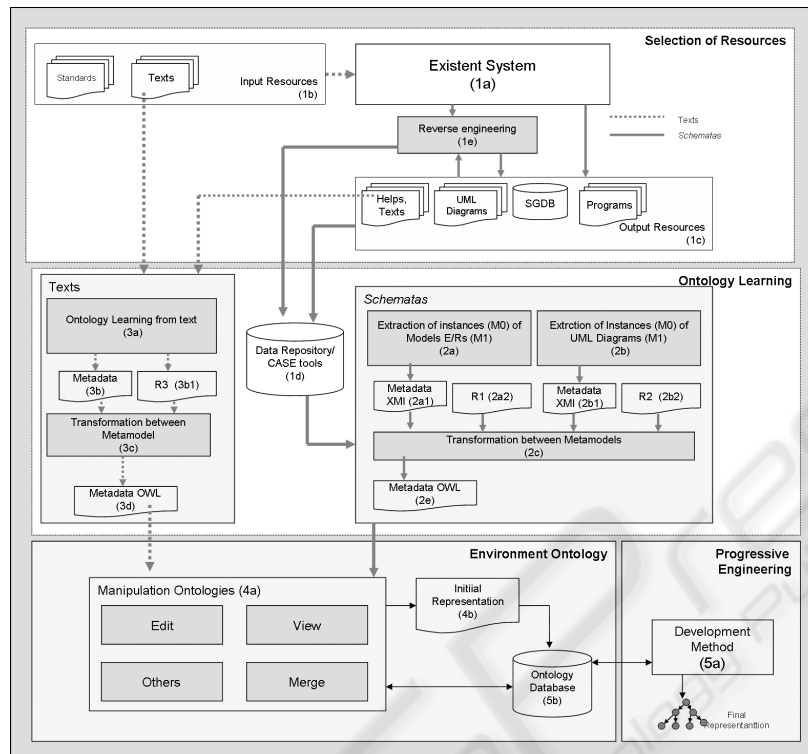 Selection of Resources
Standards
Texts
Input Resources
(1b)
Existent System
(1a)
Reverse engineering
(1e)
Texts
Schematas
Helps,
Texts
UML
Diagrams
SGDB
Programs
Output Resources
(1c)
Ontology Learning
Texts
Ontology Learning from text
(3a)
Metadata
(3b)
R3 (3b1)
Transformation between
Metamodel
(3c)
Metadata OWL
(3d)
Data Repository/
CASE tools
(1d)
Schematas
Extraction of instances (M0) of
Models E/Rs (M1)
(2a)
Extrction of Instances (M0) of
UML Diagrams (M1)
(2b)
Metadata
XMI (2a1)
R1 (2a2)
Metadata
XMI (2b1)
R2 (2b2)
Transformation between Metamodels
(2c)
Metadata OWL
(2e)
Environment Ontology
Manipulation Ontologies (4a)
Edit
View
Others
Merge
Initiial
Representation
(4b)
Ontology
Database
(5b)
Progressive
Engineering
Development
Method
(5a)
Final
Representanttion